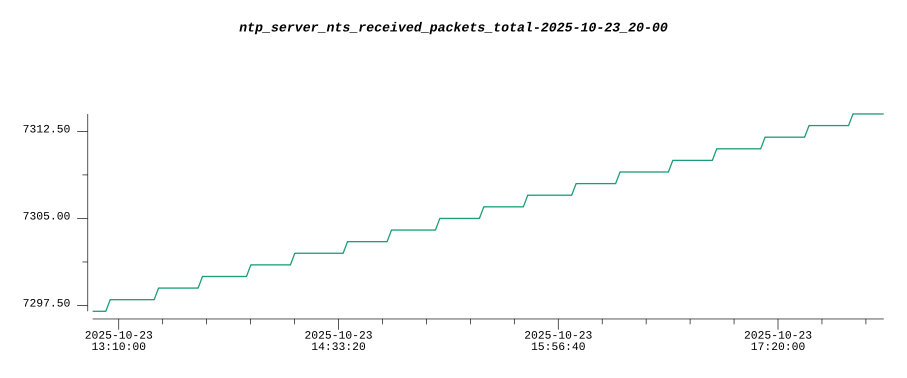 ntp_server_nts_received_packets_total-2025-10-23_20-00
7312.50
7305.00
7297.50
2025-10-23 2025-10-23 2025-10-23 2025-10-23
13:10:00 14:33:20 15:56:40 17:20:00